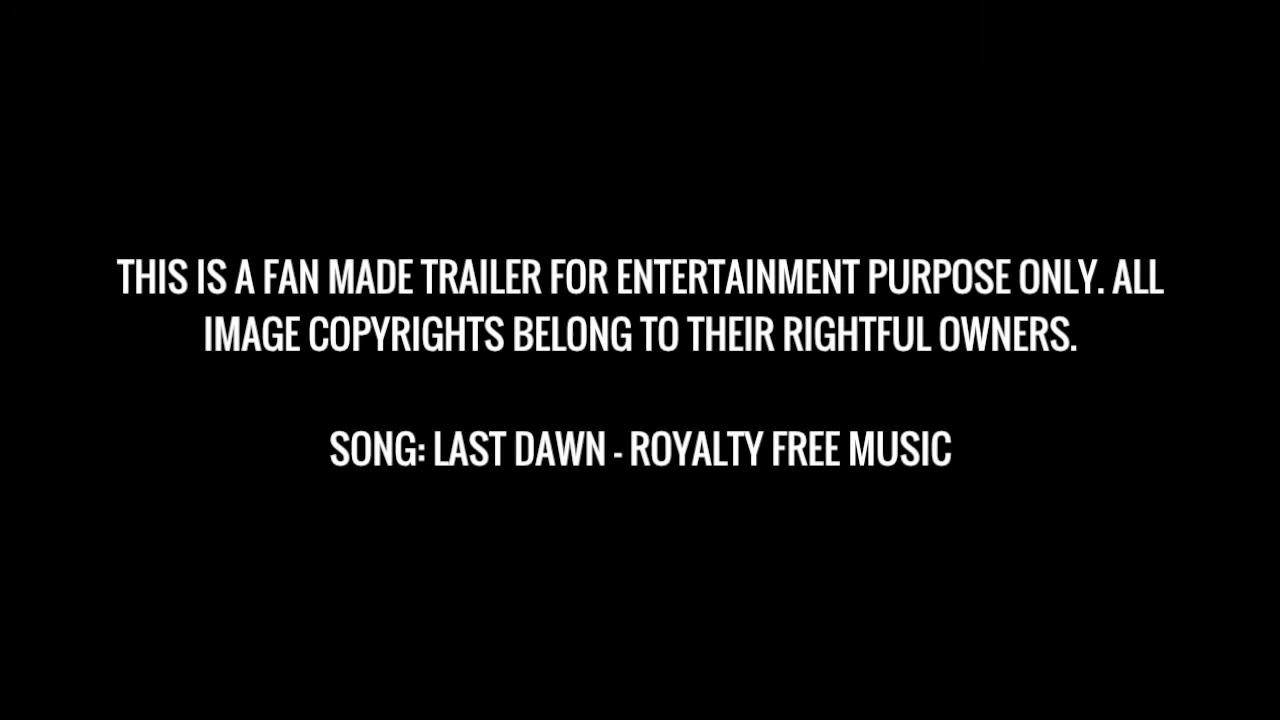 THIS IS A FAN MADE TRAILER FOR ENTERTAINMENT PURPOSE ONLY. ALL
IMAGE COPYRIGHTS BELONG TO THEIR RIGHTFUL OWNERS.
SONG: LAST DAWN - ROYALTY FREE MUSIC